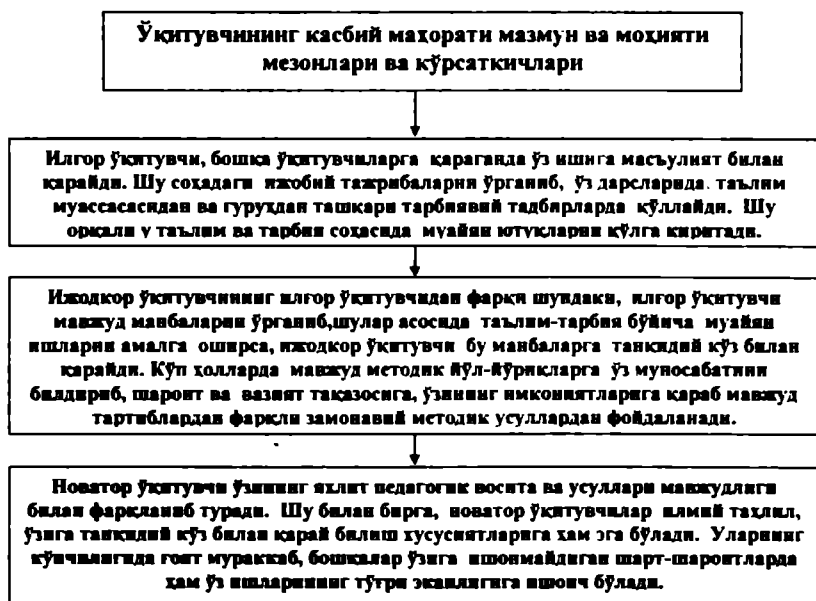 Ўқитувчининг касбий маҳорати мазмун ва моҳияти
мезонлари ва кўрсаткичлари
Илғор ўқитувчи, бошқа ўқитувчиларга қараганда ўз ишига масъулият билан
қарайди. Шу соҳадаги ижобий тажрибаларни ўрганиб, ўз дарсларида. таълим
муассасасидан ва гуруҳдан ташқари тарбиявий тадбирларда қўллайди. Шу
орқали у таълим ва тарбия соҳасида муайян ютуқларни қўлга киритади.
Ижодкор ўқитувчининг илғор ўқитувчидан фарқи шундаки, илғор ўқитувчи
мавжуд манбаларни ўрганиб,шулар асосида таълим-тарбия бўйича муайян
ишларни амалга оширса, ижодкор ўқитувчи бу манбаларга танқидий кўз билан
қарайди. Кўп ҳолларда мавжуд методик йўл-йўриқларга ўз муносабатини
билдириб, шароит ва вазият тақазосига, ўзининг имкониятларига қараб мавжуд
тартиблардан фарқли замонавий методик усуллардан фойдаланади.
Новатор ўқитувчи ўзининг яхлит педагогик восита ва усуллари мавжудлиги
билан фарқланиб туради. Шу билан бирга, новатор ўқитувчилар илмий таҳлил,
ўзига танқидий кўз билан қарай билиш хусусиятларига ҳам эга бўлади. Уларнинг
кўпчилигида ғоят мураккаб, бошқалар ўзига ишонмайдиган шарт-шароитларда
ҳам ўз ишларининг тўғри эканлигига ишонч бўлади.